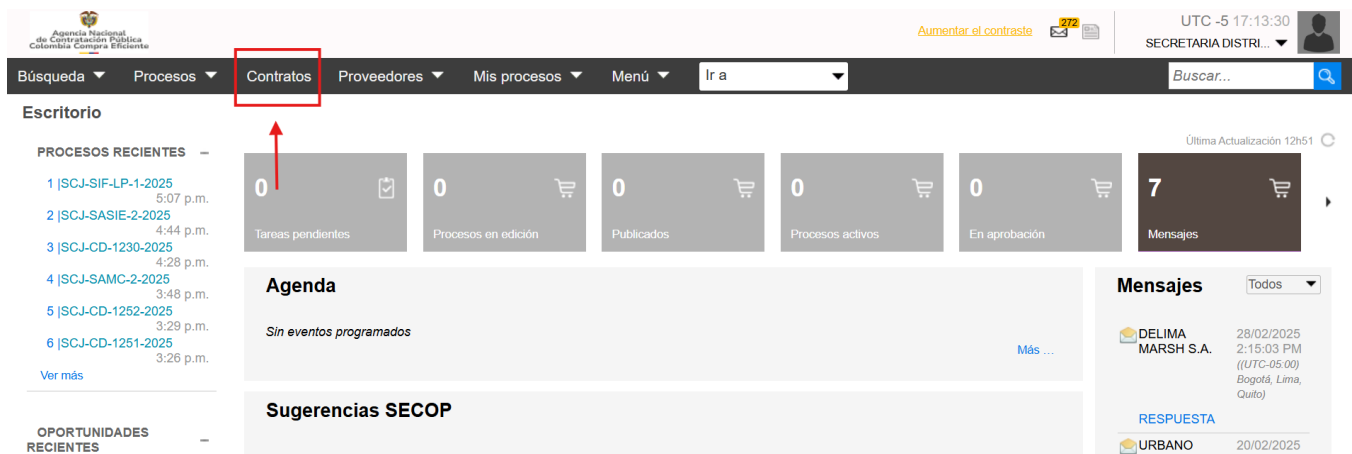 Agencia Nacional
de Contratación Pública
Colombia Compra Eficiente
Aumentar el contraste
272
UTC -5 17:13:30
SECRETARIA DISTRI...
Búsqueda
Procesos
Contratos
Proveedores
Mis procesos
Menú
Ir a
Buscar...
Escritorio
Última Actualización 12h51
PROCESOS RECIENTES
1 |SCJ-SIF-LP-1-2025
5:07 p.m.
2 |SCJ-SASIE-2-2025
4:44 p.m.
3 |SCJ-CD-1230-2025
4:28 p.m.
4 |SCJ-SAMC-2-2025
3:48 p.m.
5 |SCJ-CD-1252-2025
3:29 p.m.
6 |SCJ-CD-1251-2025
3:26 p.m.
Ver más
OPORTUNIDADES
RECIENTES
0
Tareas pendientes
0
Procesos en edición
0
Publicados
0
Procesos activos
0
En aprobación
7
Mensajes
Agenda
Sin eventos programados
Más ...
Sugerencias SECOP
Mensajes
Todos
DELIMA
MARSH S.A.
28/02/2025
2:15:03 PM
((UTC-05:00)
Bogotá, Lima,
Quito)
RESPUESTA
URBANO
20/02/2025